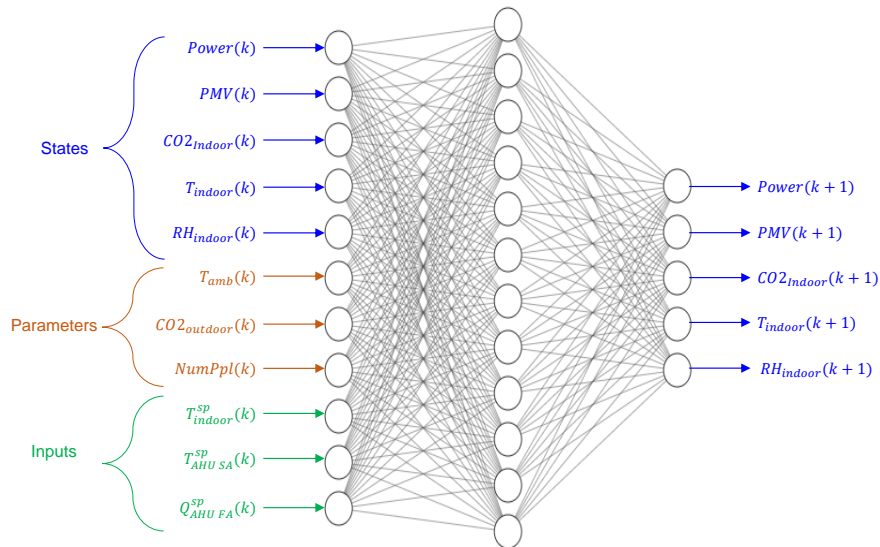 States
Power(k)
PMV(k)
CO2_Indoor(k)
T_indoor(k)
RH_indoor(k)
Parameters
T_amb(k)
CO2_outdoor(k)
NumPpl(k)
Inputs
T^sp_indoor(k)
T^sp_AHU SA(k)
Q^sp_AHU FA(k)
Power(k+1)
PMV(k+1)
CO2_Indoor(k+1)
T_indoor(k+1)
RH_indoor(k+1)